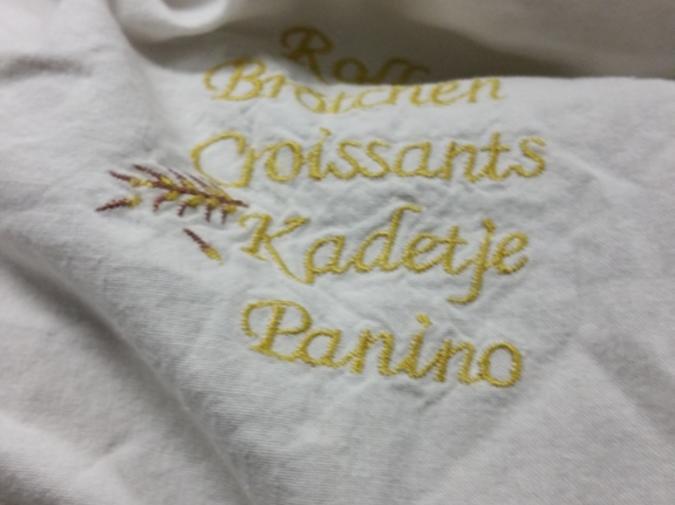 Brötchen
Croissants
Kadetje
Panino